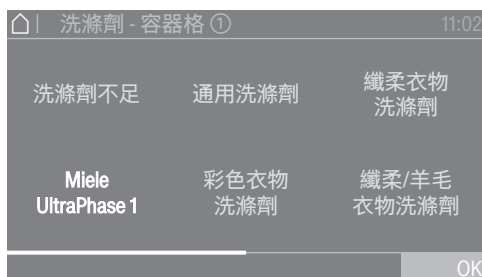 洗滌劑 - 容器格 ①
11:02
洗滌劑不足
通用洗滌劑
纖柔衣物
洗滌劑
Miele
UltraPhase 1
彩色衣物
洗滌劑
纖柔/羊毛
衣物洗滌劑
OK